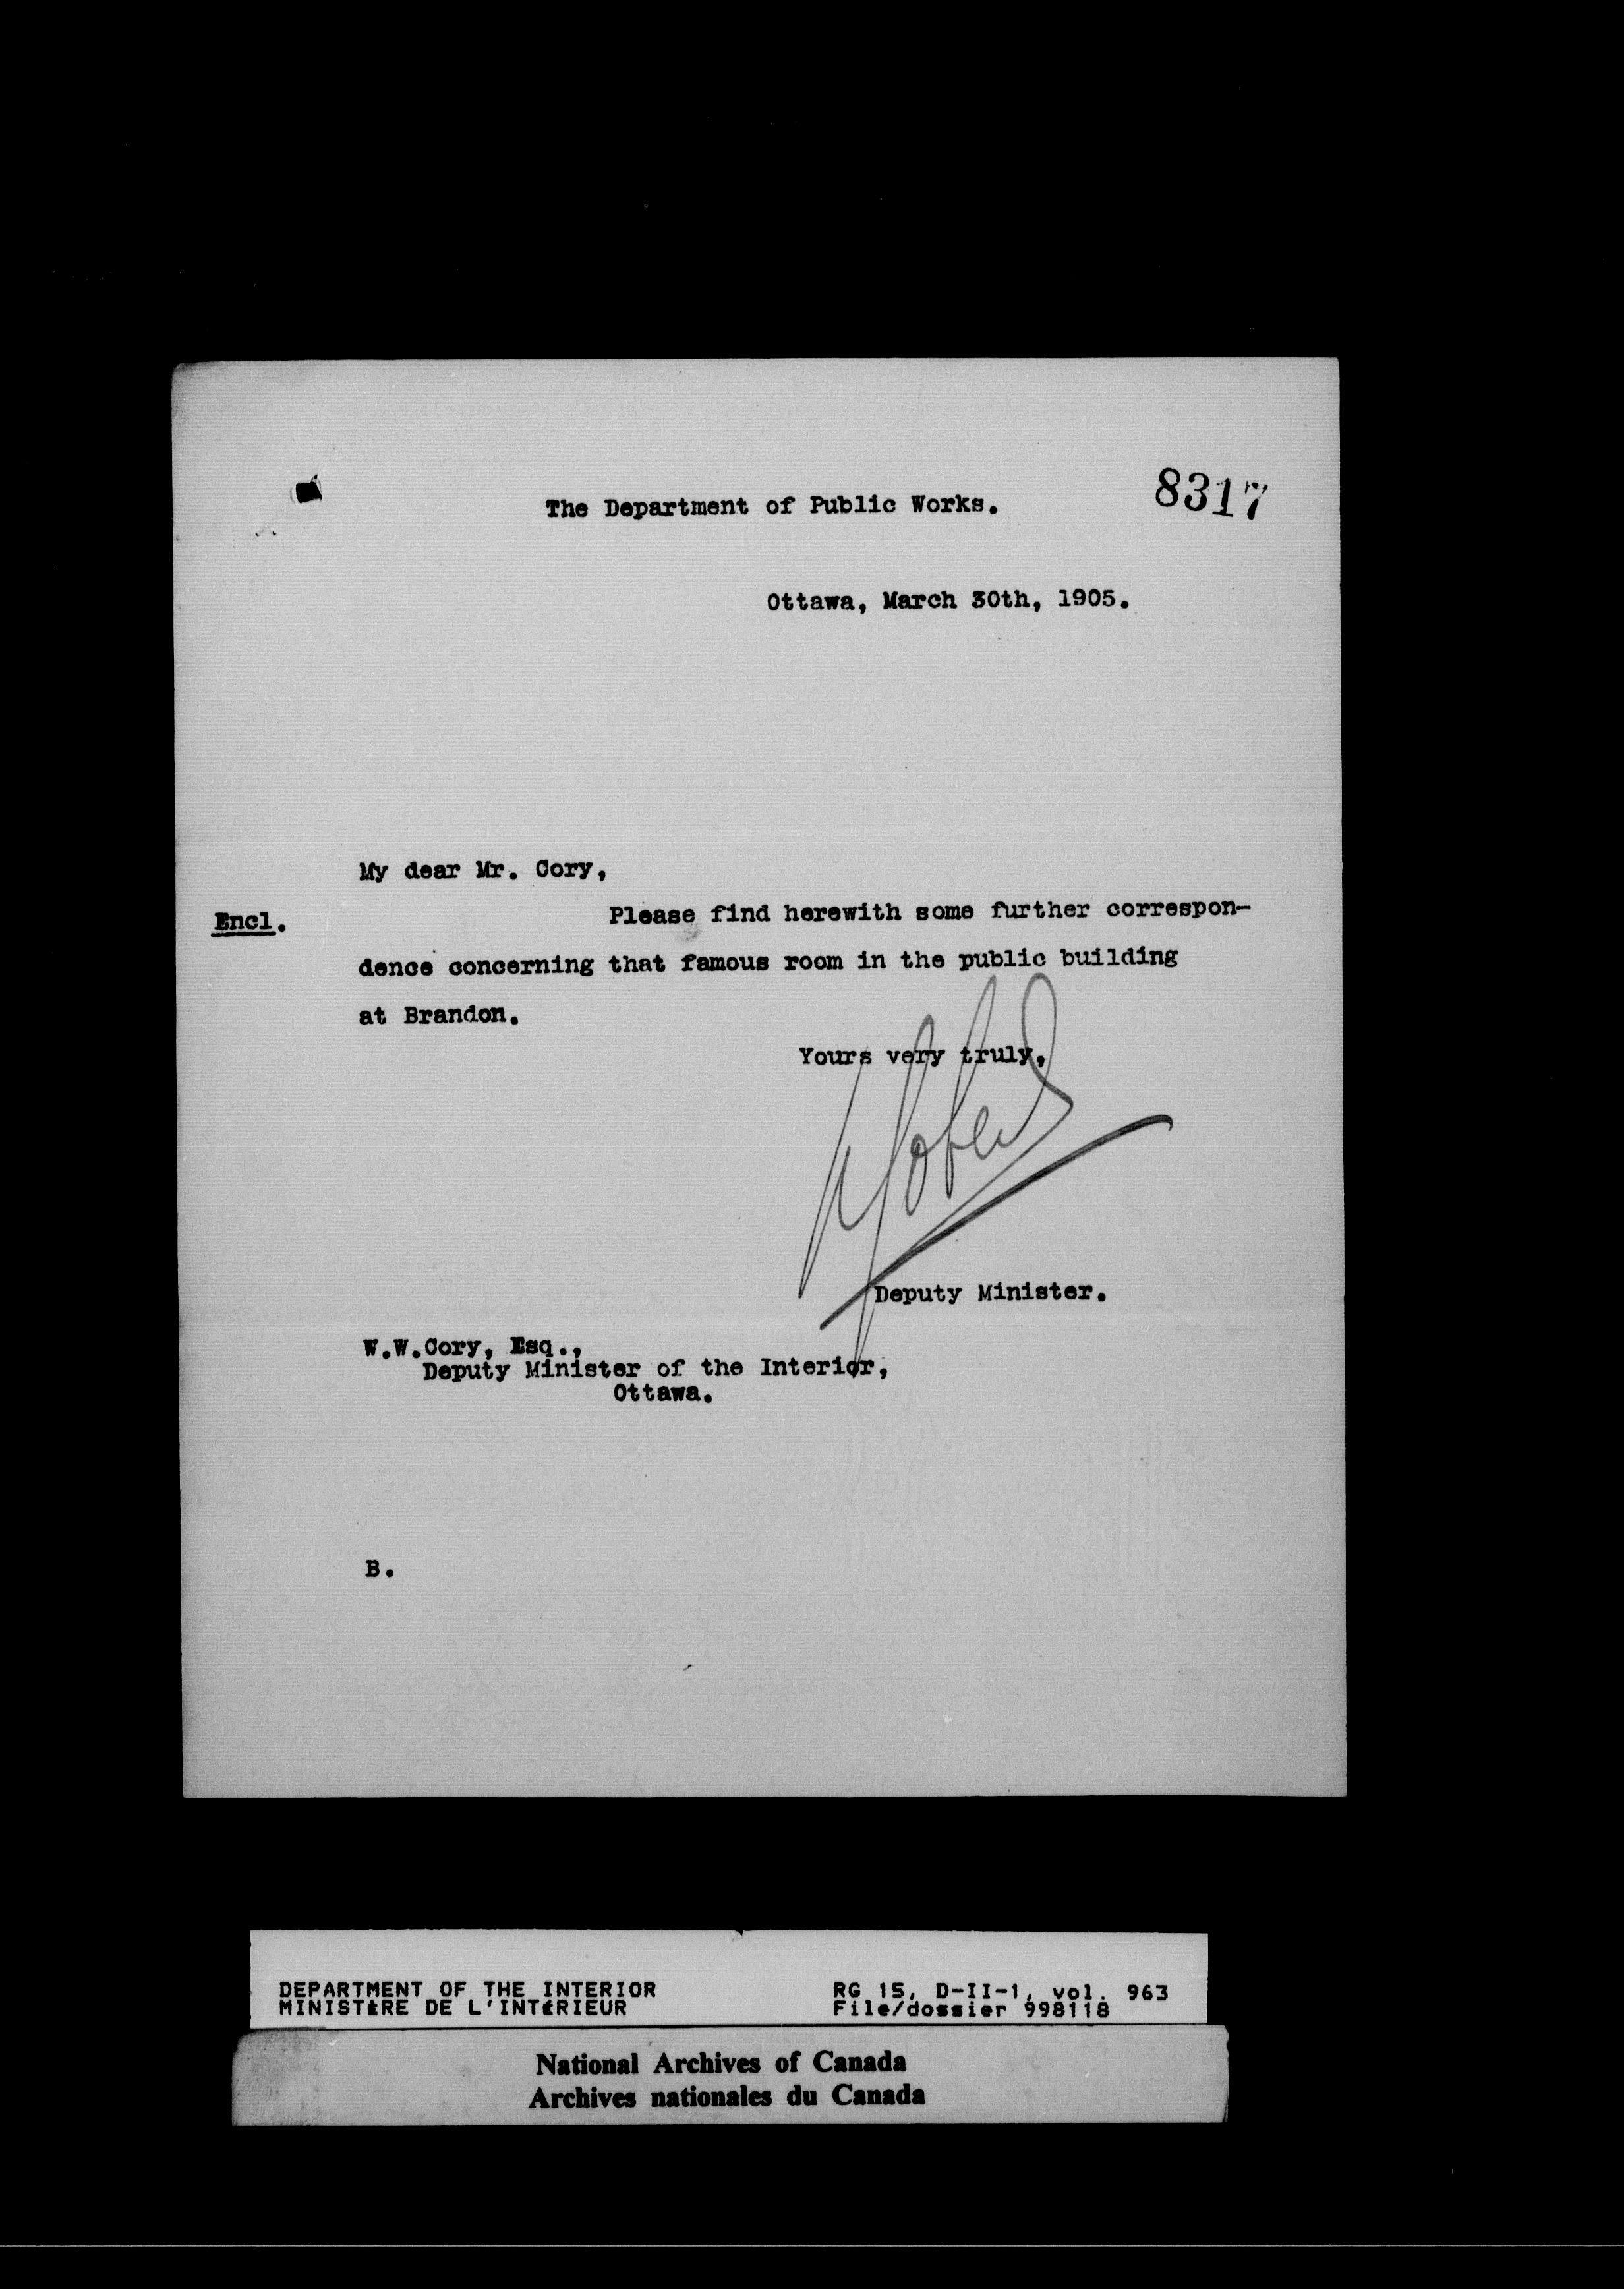 8317
The Department of Public Works.
Ottawa, March 30th, 1905.
My dear Mr. Cory,
Encl.
Please find herewith some further correspon-
dence concerning that famous room in the public building
at Brandon.
Yours very truly,
Deputy Minister.
W.W.Cory, Esq.,
Deputy Minister of the Interior,
Ottawa.
B.
DEPARTMENT OF THE INTERIOR
MINISTÈRE DE L'INTÉRIEUR
RG 15, D-II-1, vol. 963
File/dossier 998118
National Archives of Canada
Archives nationales du Canada